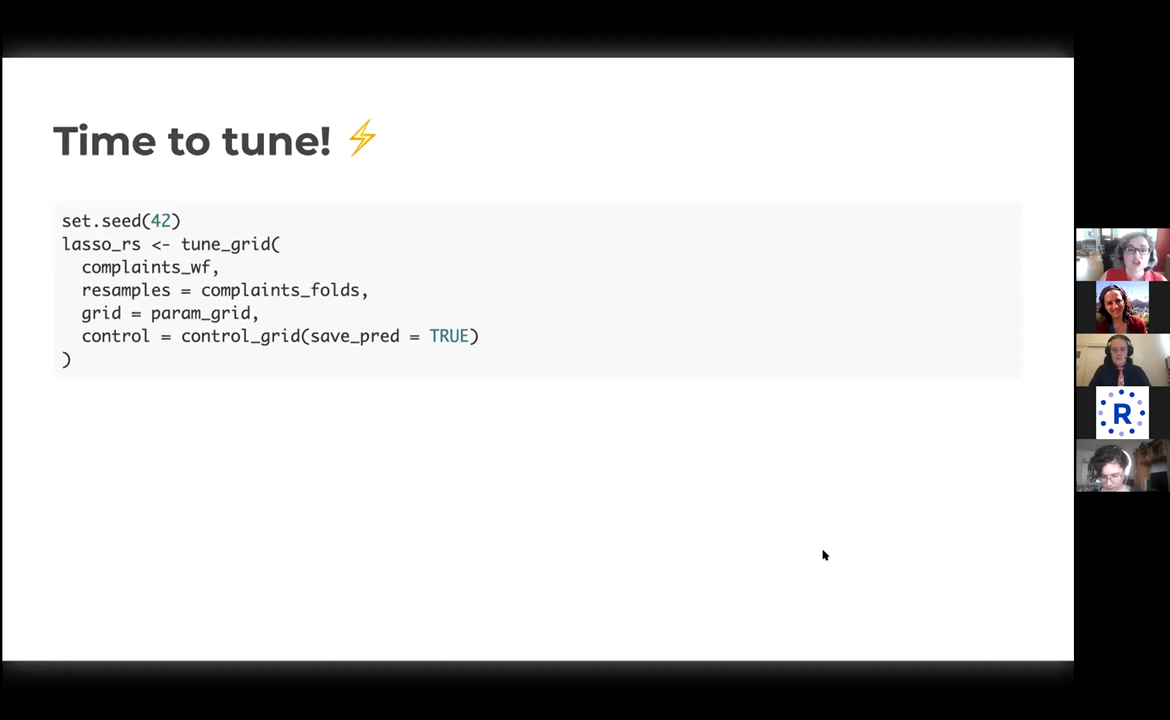 Time to tune! ⚡
set.seed(42)
lasso_rs <- tune_grid(
  complaints_wf,
  resamples = complaints_folds,
  grid = param_grid,
  control = control_grid(save_pred = TRUE)
)
R